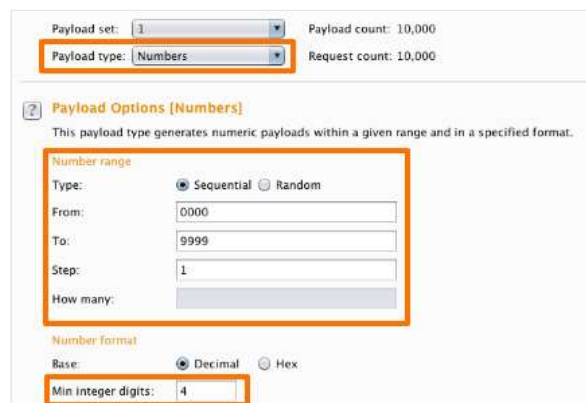 Payload set: 1 Payload count: 10,000
Payload type: Numbers Request count: 10,000
? Payload Options [Numbers]
This payload type generates numeric payloads within a given range and in a specified format.
Number range
Type: Sequential Random
From: 0000
To: 9999
Step: 1
How many:
Number format
Base: Decimal Hex
Min integer digits: 4